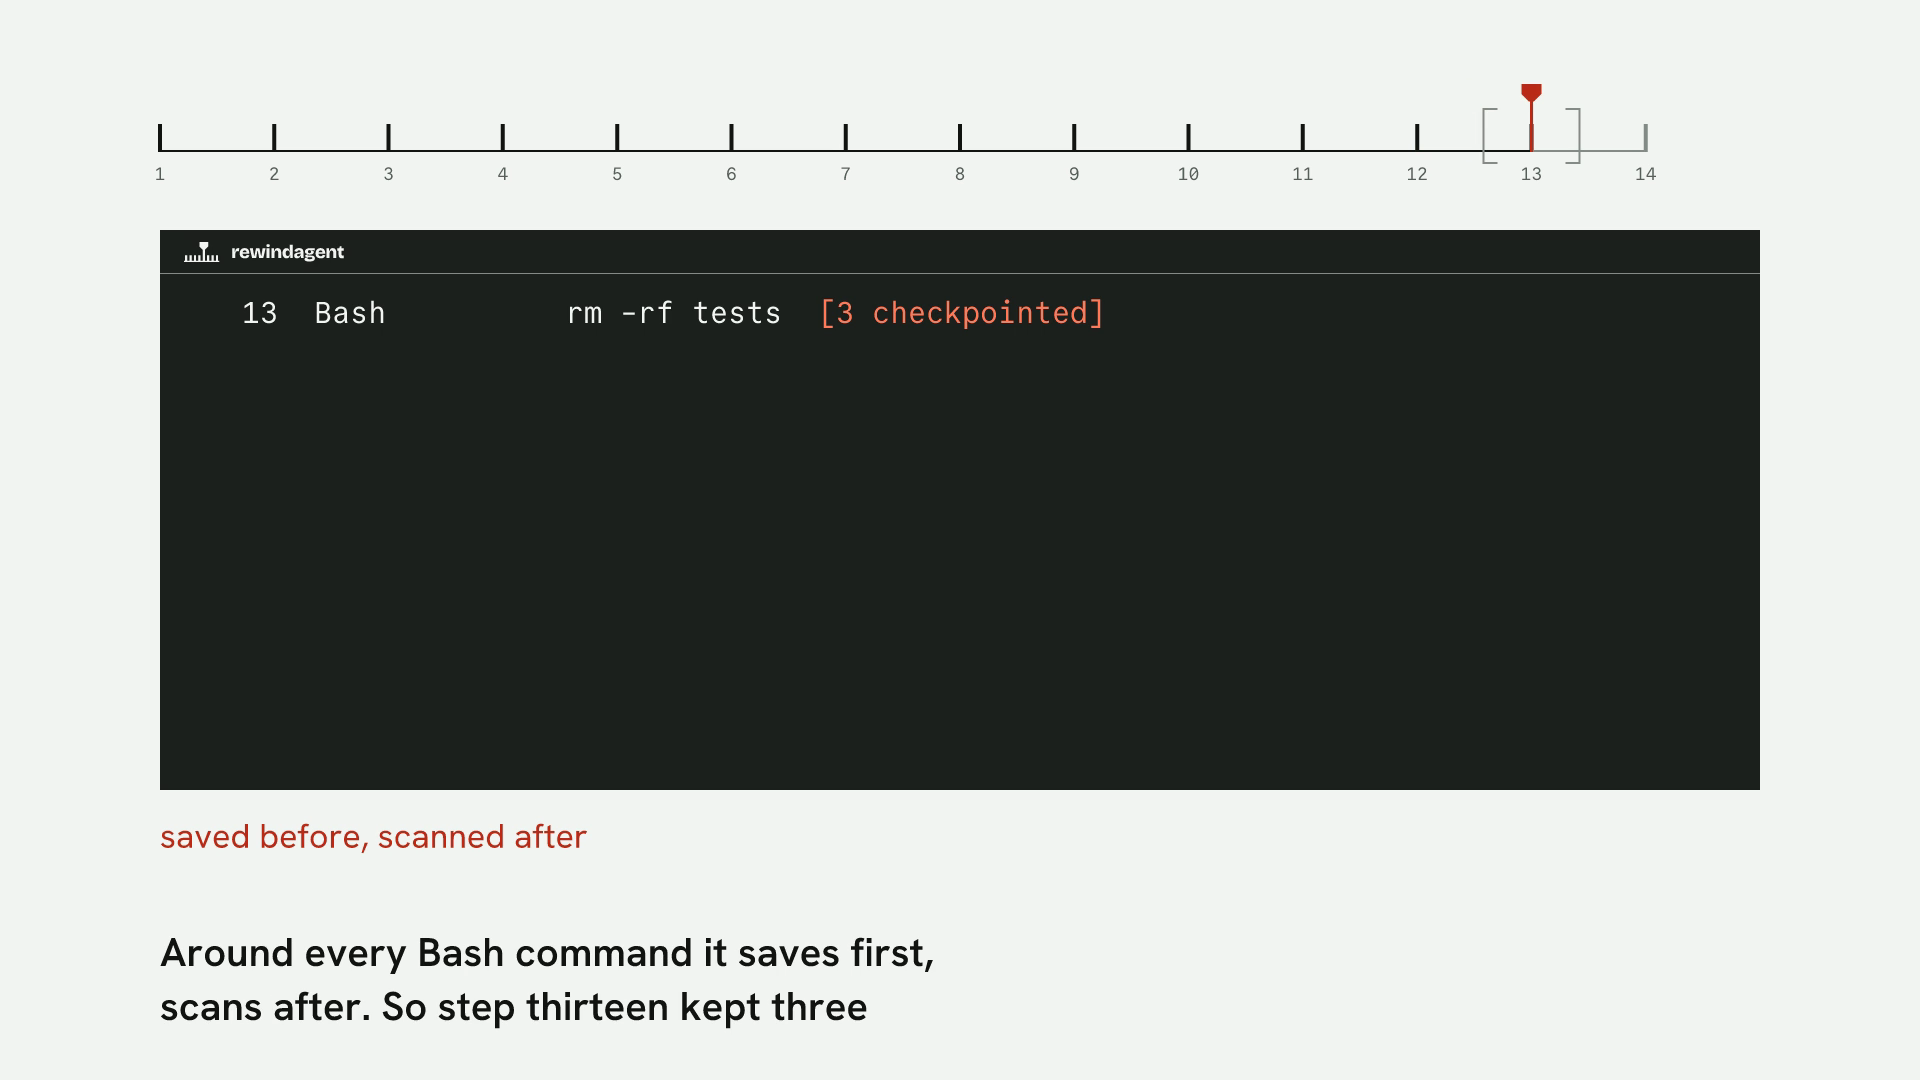 1 2 3 4 5 6 7 8 9 10 11 12 13 14
rewindagent
13 Bash rm -rf tests [3 checkpointed]
saved before, scanned after
Around every Bash command it saves first,
scans after. So step thirteen kept three